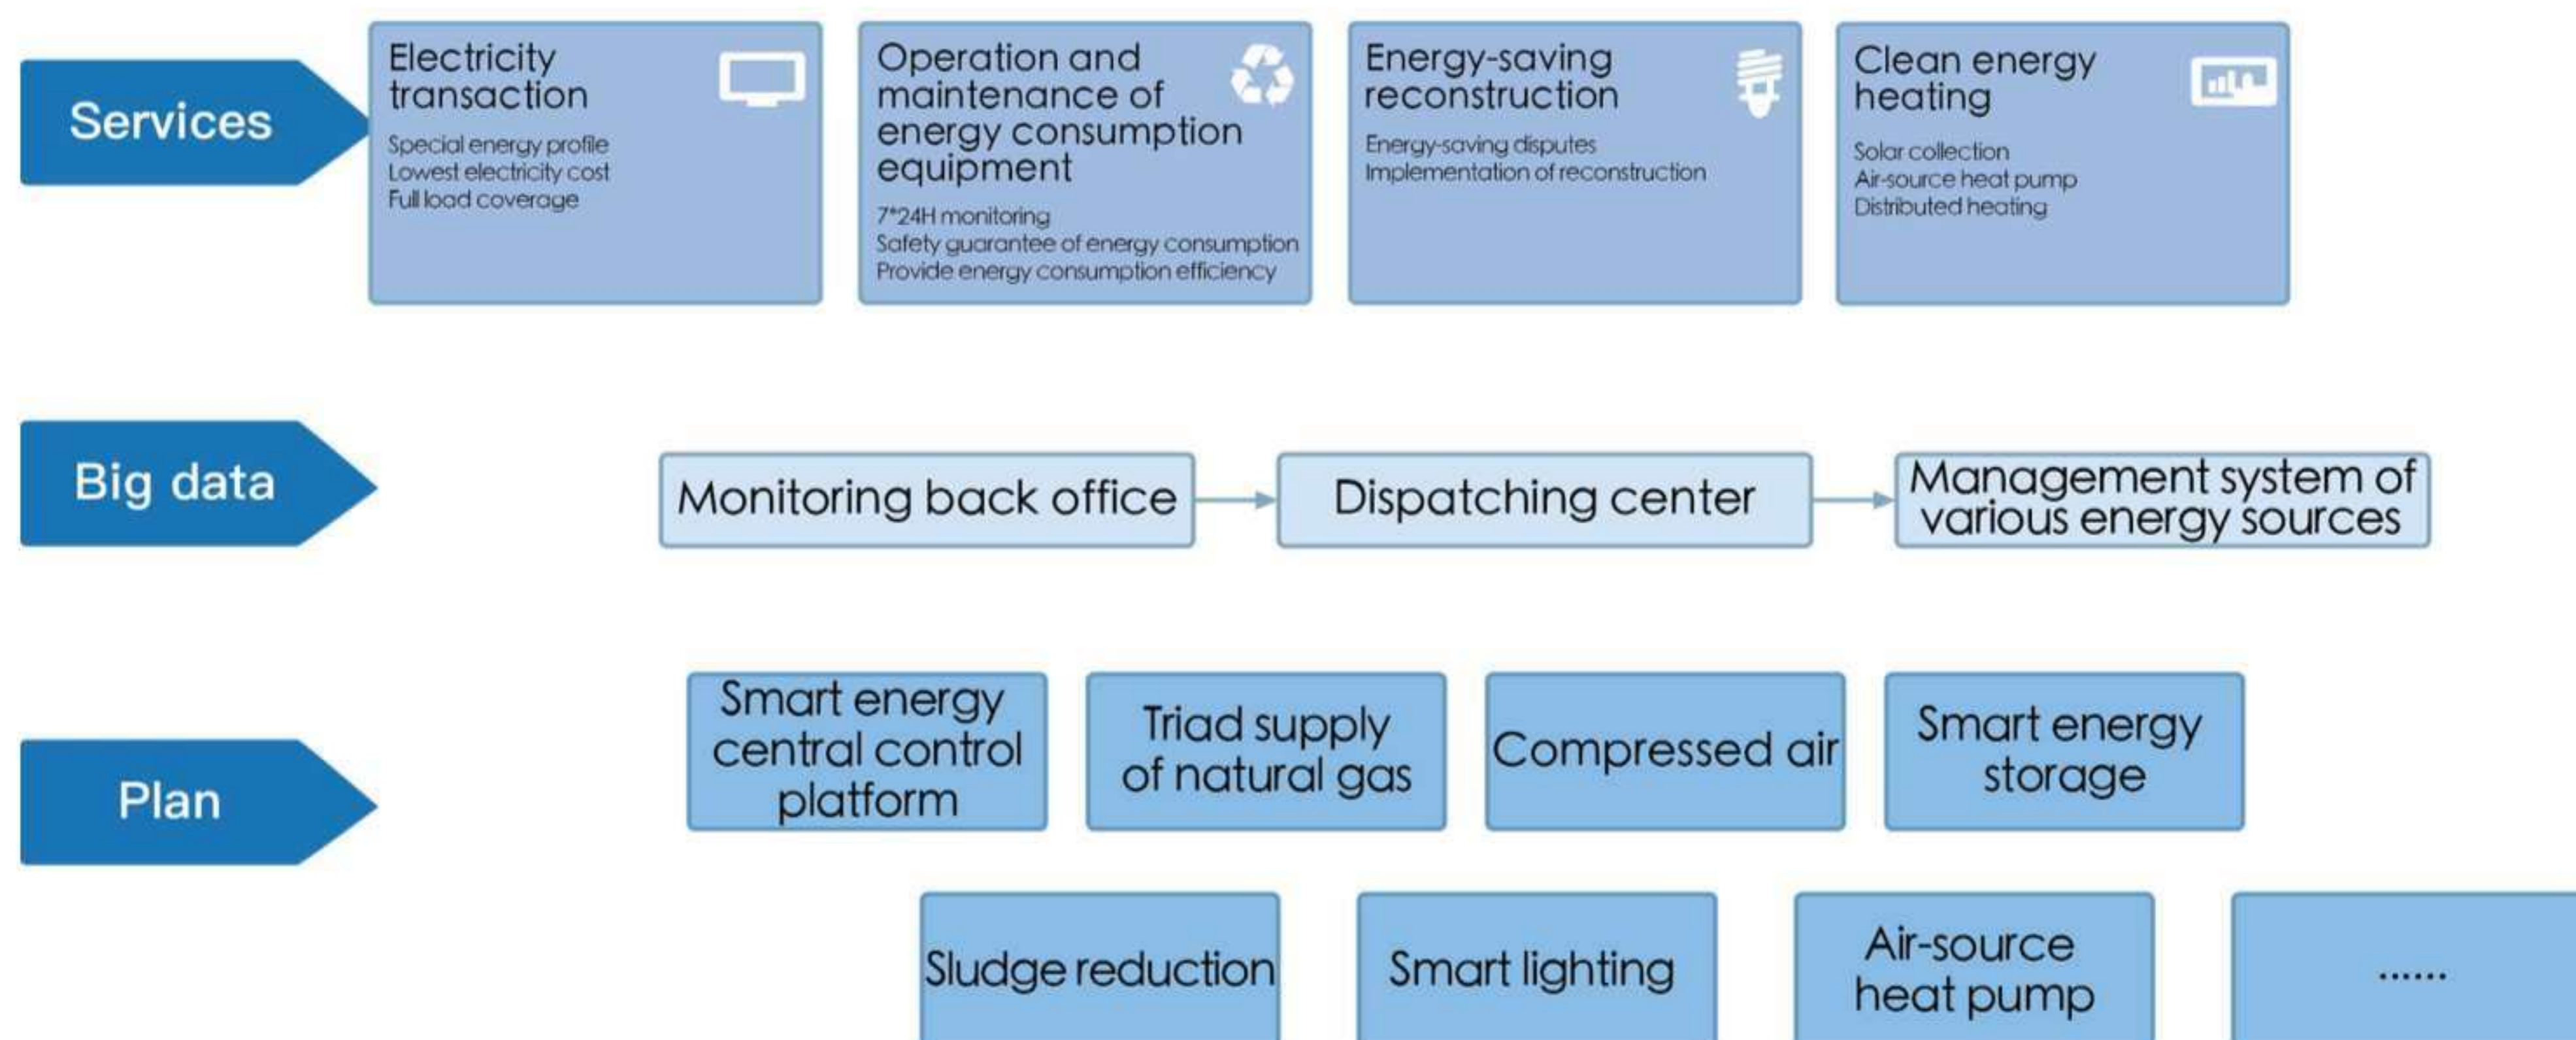 Services
Electricity
transaction
Special energy profile
Lowest electricity cost
Full load coverage
Operation and
maintenance of
energy consumption
equipment
7*24H monitoring
Safety guarantee of energy consumption
Provide energy consumption efficiency
Energy-saving
reconstruction
Energy-saving disputes
Implementation of reconstruction
Clean energy
heating
Solar collection
Air-source heat pump
Distributed heating
Big data
Monitoring back office
Dispatching center
Management system of
various energy sources
Plan
Smart energy
central control
platform
Triad supply
of natural gas
Compressed air
Smart energy
storage
Sludge reduction
Smart lighting
Air-source
heat pump
......